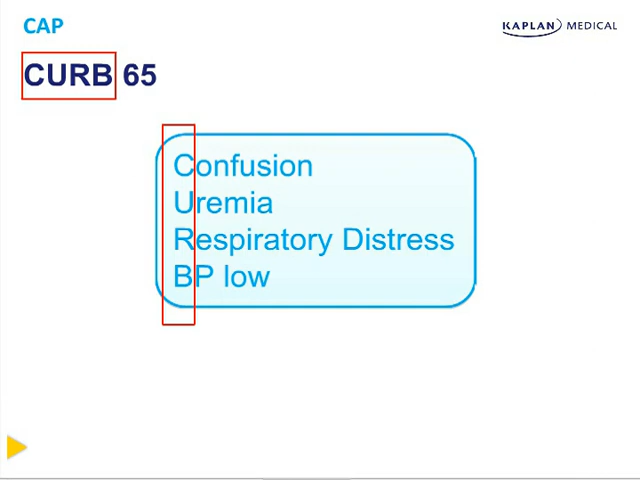 CAP
KAPLAN MEDICAL
CURB 65
Confusion
Uremia
Respiratory Distress
BP low